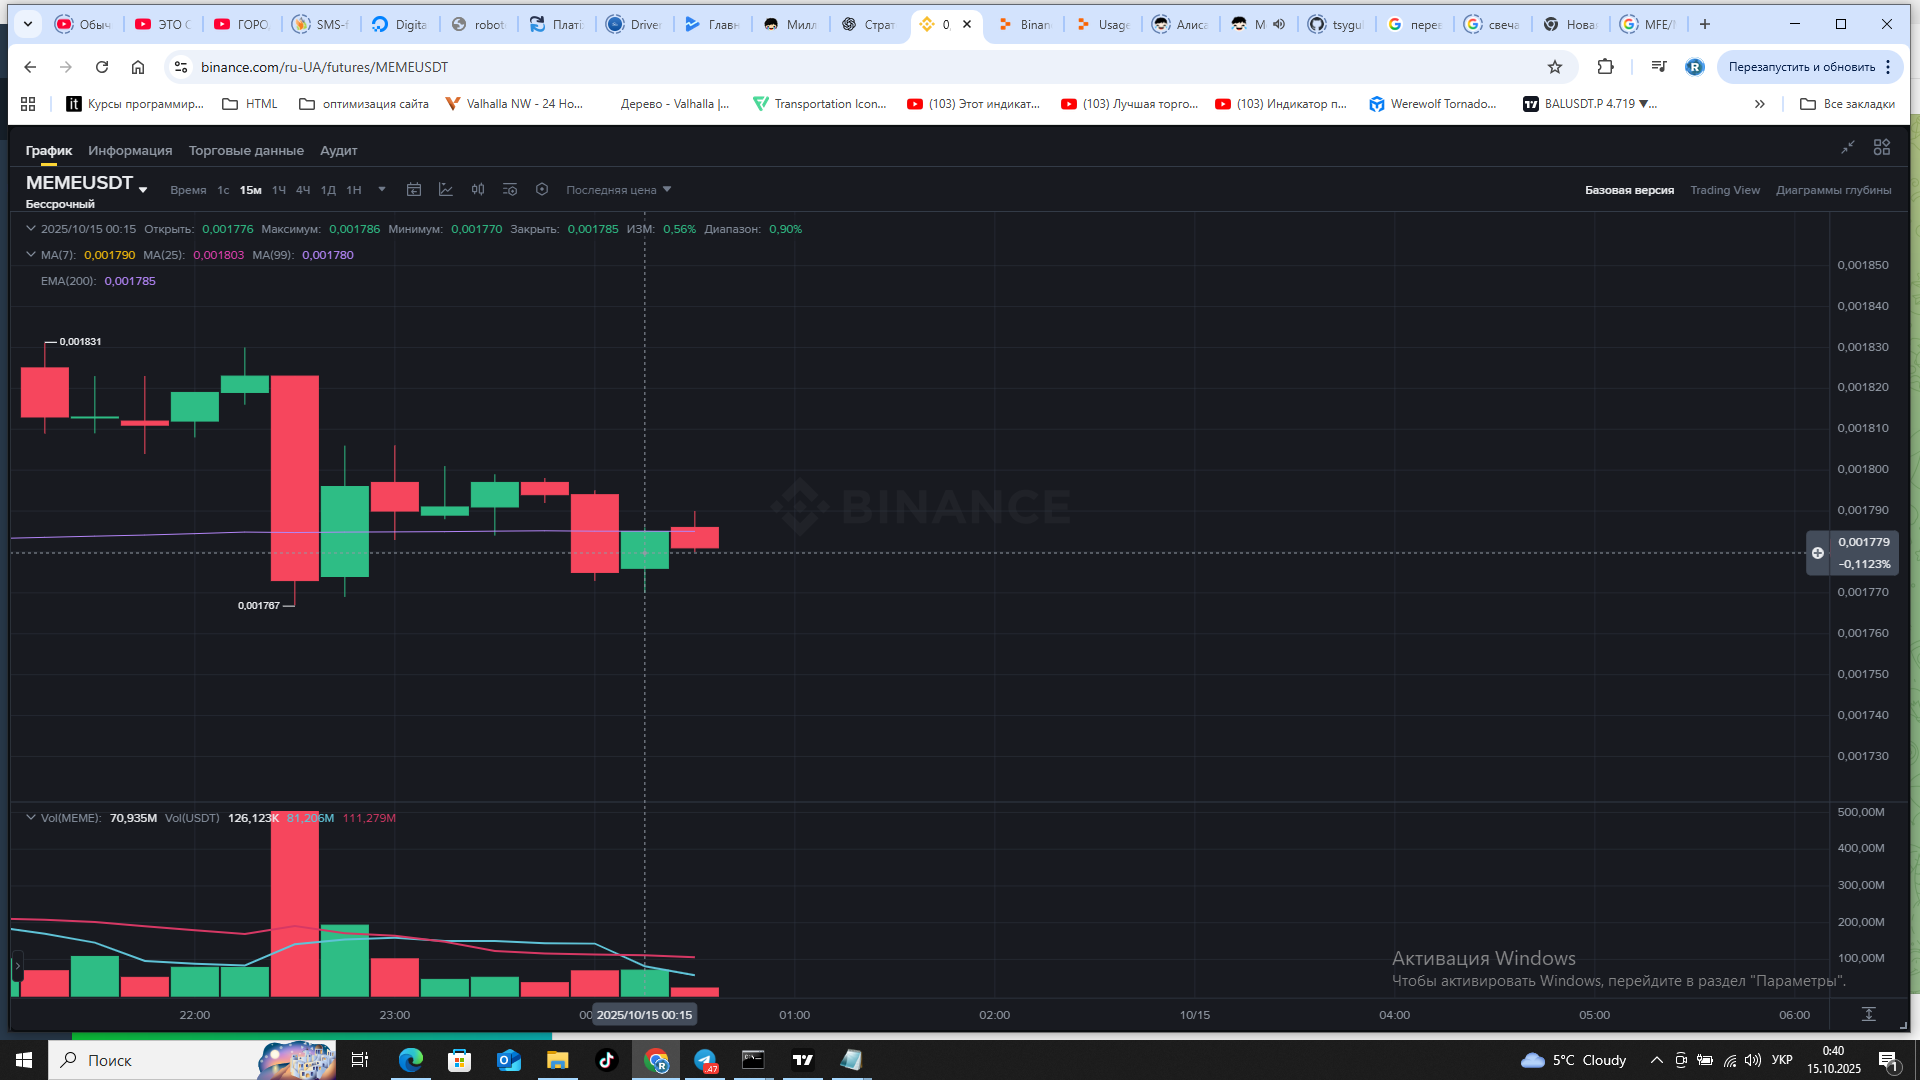 Обыч
ЭТО С
ГОРО
SMS-f
Digita
robot
Platiз
Driver
Главн
Милл
Страт
0,
Binan
Usage
Алиса
М
tsygul
перев
свеча
Новая
MFE/
binance.com/ru-UA/futures/MEMEUSDT
Перезапустить и обновить
Курсы программир...
HTML
оптимизация сайта
Valhalla NW - 24 Ho...
Дерево - Valhalla |...
Transportation Icon...
(103) Этот индикат...
(103) Лучшая торго...
(103) Индикатор п...
Werewolf Tornado...
BALUSDT.P 4.719 ▼...
Все закладки
График Информация Торговые данные Аудит
MEMEUSDT
Бессрочный
Время 1с 15м 1Ч 4Ч 1Д 1Н
Последняя цена
Базовая версия Trading View Диаграммы глубины
2025/10/15 00:15 Открыть: 0,001776 Максимум: 0,001786 Минимум: 0,001770 Закрыть: 0,001785 ИЗМ: 0,56% Диапазон: 0,90%
MA(7): 0,001790 MA(25): 0,001803 MA(99): 0,001780
EMA(200): 0,001785
0,001850
0,001840
0,001831
0,001830
0,001820
0,001810
0,001800
BINANCE
0,001790
0,001779
-0,1123%
0,001770
0,001767
0,001760
0,001750
0,001740
0,001730
Vol(MEME): 70,935M Vol(USDT) 126,123K 81,206M 111,279M
500,00M
400,00M
300,00M
200,00M
100,00M
Активация Windows
Чтобы активировать Windows, перейдите в раздел "Параметры".
22:00 23:00 00 2025/10/15 00:15 01:00 02:00 10/15 04:00 05:00 06:00
Поиск
47
5°C Cloudy
УКР
0:40
15.10.2025
1